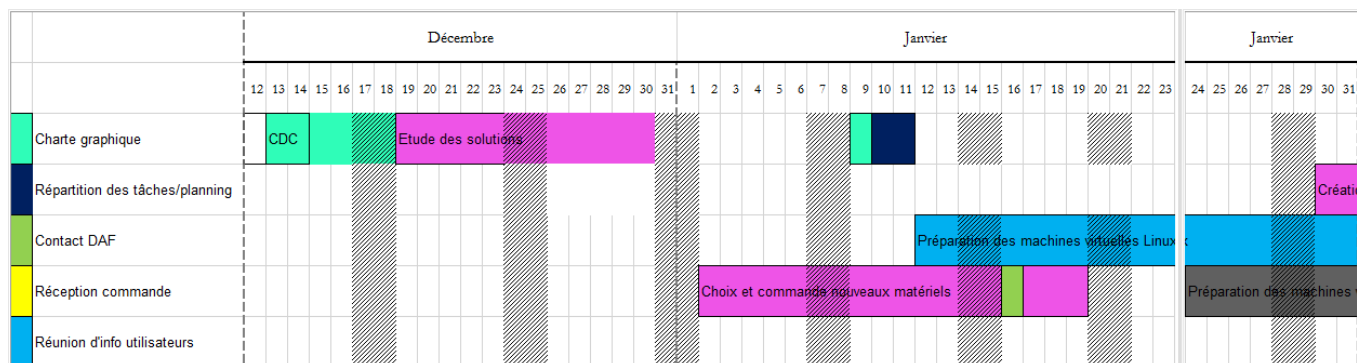 Décembre Janvier Janvier
12 13 14 15 16 17 18 19 20 21 22 23 24 25 26 27 28 29 30 31 1 2 3 4 5 6 7 8 9 10 11 12 13 14 15 16 17 18 19 20 21 22 23 24 25 26 27 28 29 30 31
Charte graphique CDC Etude des solutions
Répartition des tâches/planning Créatio
Contact DAF Préparation des machines virtuelles Linux
Réception commande Choix et commande nouveaux matériels Préparation des machines v
Réunion d'info utilisateurs